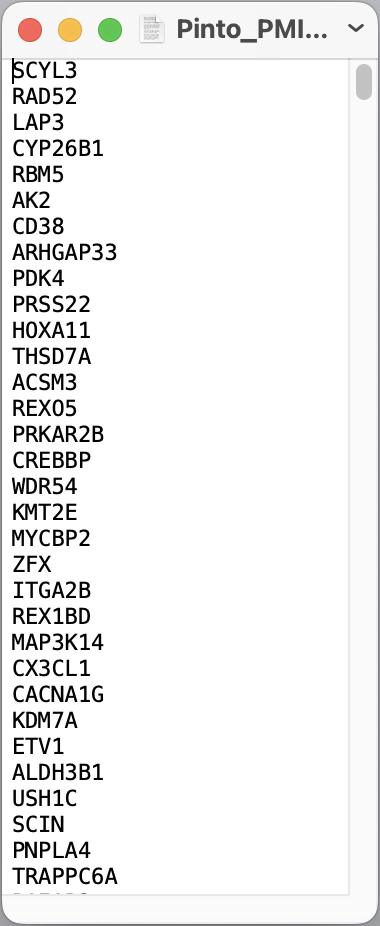 Pinto_PMI...
SCYL3
RAD52
LAP3
CYP26B1
RBM5
AK2
CD38
ARHGAP33
PDK4
PRSS22
HOXA11
THSD7A
ACSM3
REXO5
PRKAR2B
CREBBP
WDR54
KMT2E
MYCBP2
ZFX
ITGA2B
REX1BD
MAP3K14
CX3CL1
CACNA1G
KDM7A
ETV1
ALDH3B1
USH1C
SCIN
PNPLA4
TRAPPC6A